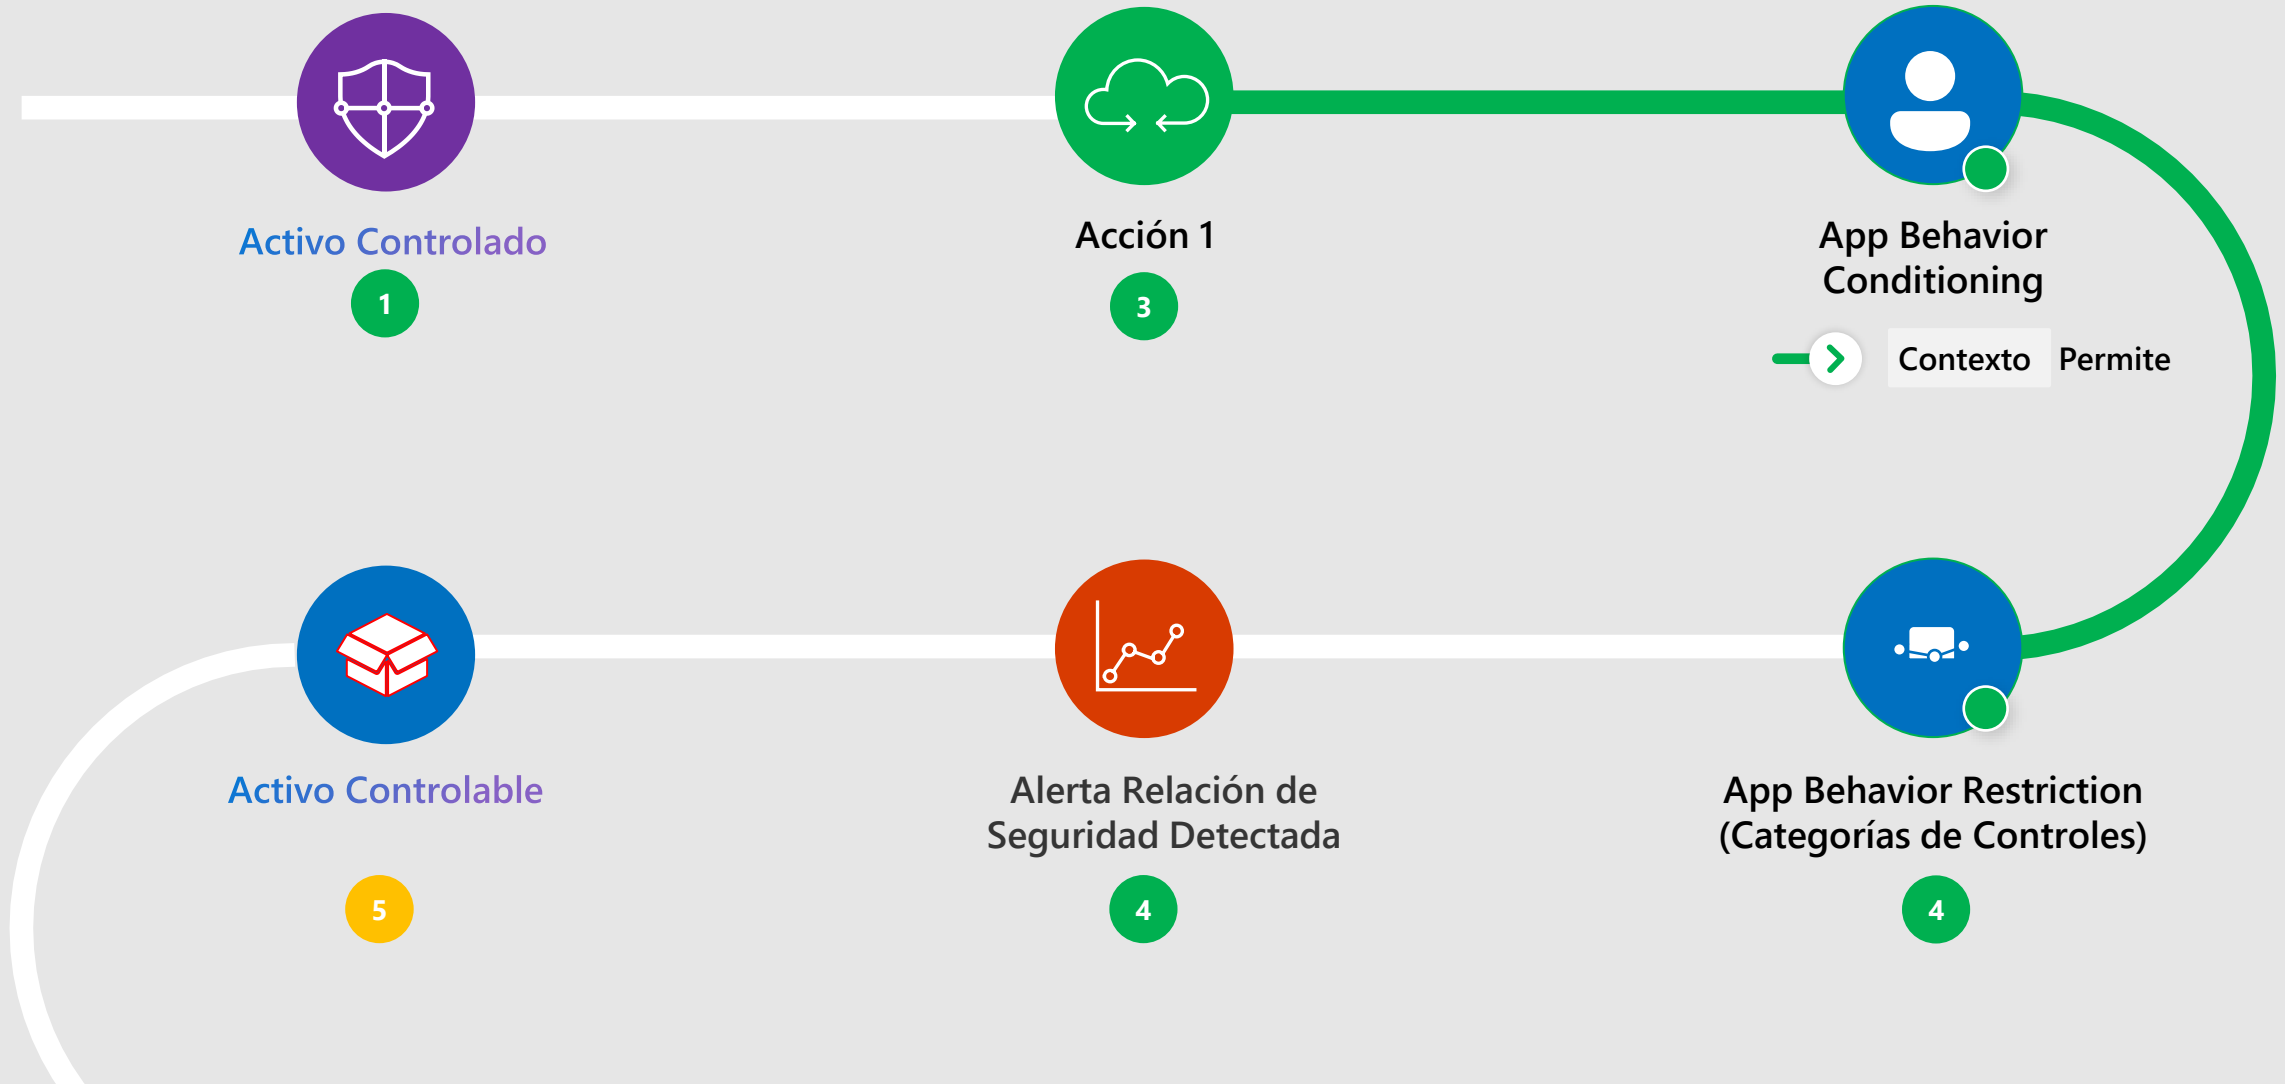 Activo Controlado
1
Acción 1
3
App Behavior
Conditioning
Contexto Permite
Activo Controlable
5
Alerta Relación de
Seguridad Detectada
4
App Behavior Restriction
(Categorías de Controles)
4